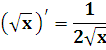 (√x)′ = 1/(2√x)